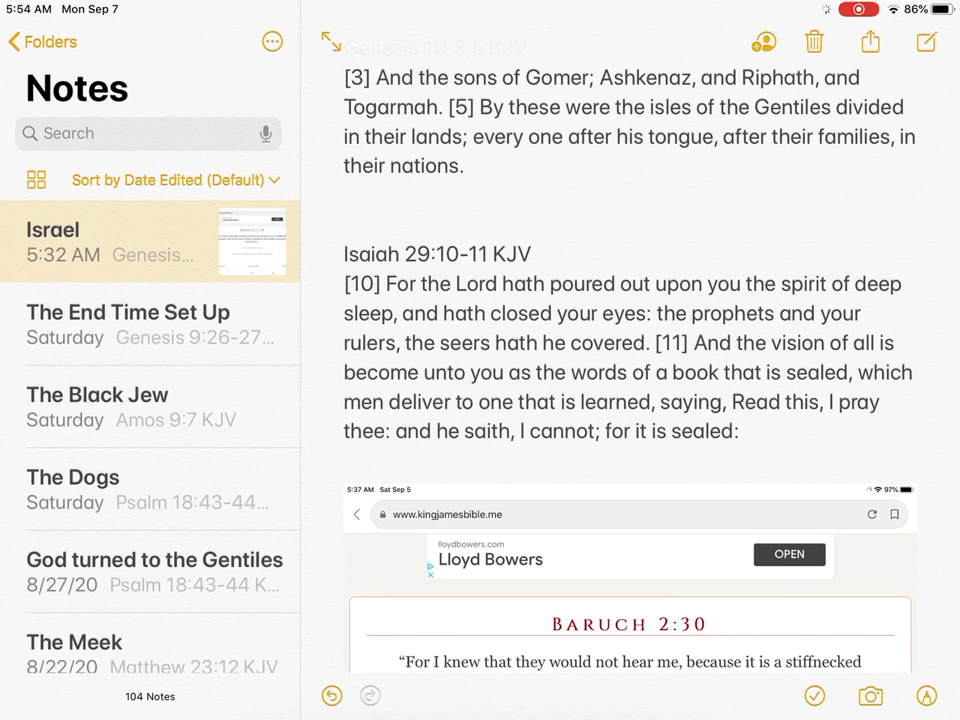 5:54 AM Mon Sep 7
86%
Folders
Notes
Search
Sort by Date Edited (Default)
Israel
5:32 AM Genesis...
The End Time Set Up
Saturday Genesis 9:26-27...
The Black Jew
Saturday Amos 9:7 KJV
The Dogs
Saturday Psalm 18:43-44...
God turned to the Gentiles
8/27/20 Psalm 18:43-44 K...
The Meek
8/22/20 Matthew 23:12 KJV
104 Notes
Genesis 10:3,5 KJV
[3] And the sons of Gomer; Ashkenaz, and Riphath, and
Togarmah. [5] By these were the isles of the Gentiles divided
in their lands; every one after his tongue, after their families, in
their nations.
Isaiah 29:10-11 KJV
[10] For the Lord hath poured out upon you the spirit of deep
sleep, and hath closed your eyes: the prophets and your
rulers, the seers hath he covered. [11] And the vision of all is
become unto you as the words of a book that is sealed, which
men deliver to one that is learned, saying, Read this, I pray
thee: and he saith, I cannot; for it is sealed:
5:37 AM Sat Sep 5
97%
www.kingjamesbible.me
lloydbowers.com
Lloyd Bowers
OPEN
Baruch 2:30
“For I knew that they would not hear me, because it is a stiffnecked